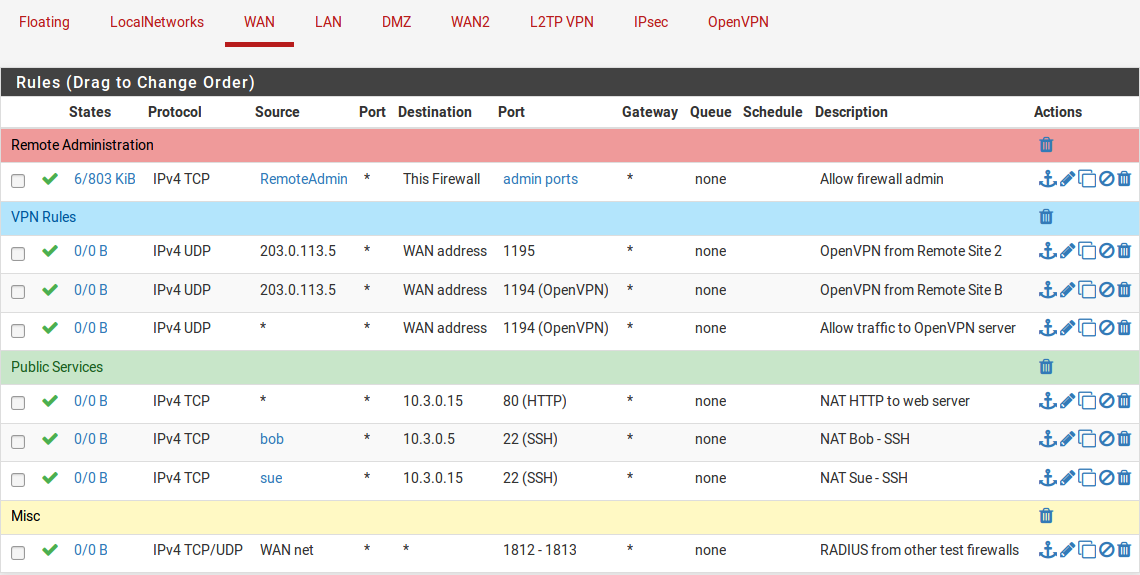 Floating LocalNetworks WAN LAN DMZ WAN2 L2TP VPN IPsec OpenVPN
Rules (Drag to Change Order)
States Protocol Source Port Destination Port Gateway Queue Schedule Description Actions
Remote Administration
6/803 KiB IPv4 TCP RemoteAdmin * This Firewall admin ports * none Allow firewall admin
VPN Rules
0/0 B IPv4 UDP 203.0.113.5 * WAN address 1195 * none OpenVPN from Remote Site 2
0/0 B IPv4 UDP 203.0.113.5 * WAN address 1194 (OpenVPN) * none OpenVPN from Remote Site B
0/0 B IPv4 UDP * * WAN address 1194 (OpenVPN) * none Allow traffic to OpenVPN server
Public Services
0/0 B IPv4 TCP * * 10.3.0.15 80 (HTTP) * none NAT HTTP to web server
0/0 B IPv4 TCP bob * 10.3.0.5 22 (SSH) * none NAT Bob - SSH
0/0 B IPv4 TCP sue * 10.3.0.15 22 (SSH) * none NAT Sue - SSH
Misc
0/0 B IPv4 TCP/UDP WAN net * * 1812 - 1813 * none RADIUS from other test firewalls